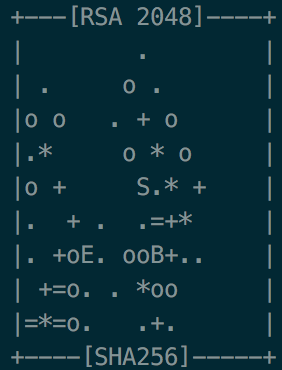 +---[RSA 2048]----+
|        .        |
| .     o .       |
|o o   . + o      |
|.*     o * o     |
|o +     S.* +    |
|.  + .  .=+*     |
|. +oE. ooB+..    |
| +=o. . *oo      |
|=*=o.   .+.      |
+----[SHA256]-----+